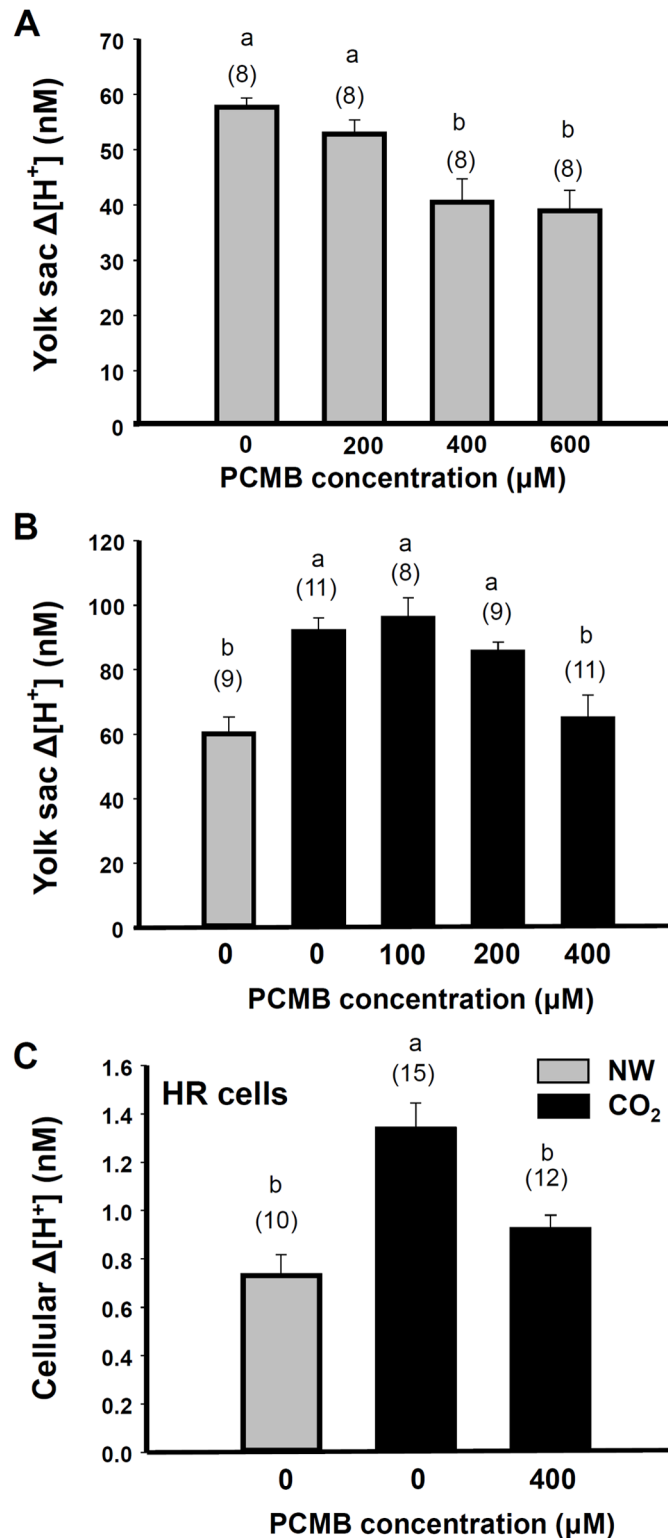 A
Yolk sac Δ[H⁺] (nM)
70
60
50
40
30
20
10
0
a
(8)
a
(8)
b
(8)
b
(8)
0 200 400 600
PCMB concentration (µM)
B
Yolk sac Δ[H⁺] (nM)
120
100
80
60
40
20
0
b
(9)
a
(11)
a
(8)
a
(9)
b
(11)
0 0 100 200 400
PCMB concentration (µM)
C
Cellular Δ[H⁺] (nM)
1.6
1.4
1.2
1.0
0.8
0.6
0.4
0.2
0.0
HR cells
b
(10)
a
(15)
b
(12)
NW
CO₂
0 0 400
PCMB concentration (µM)